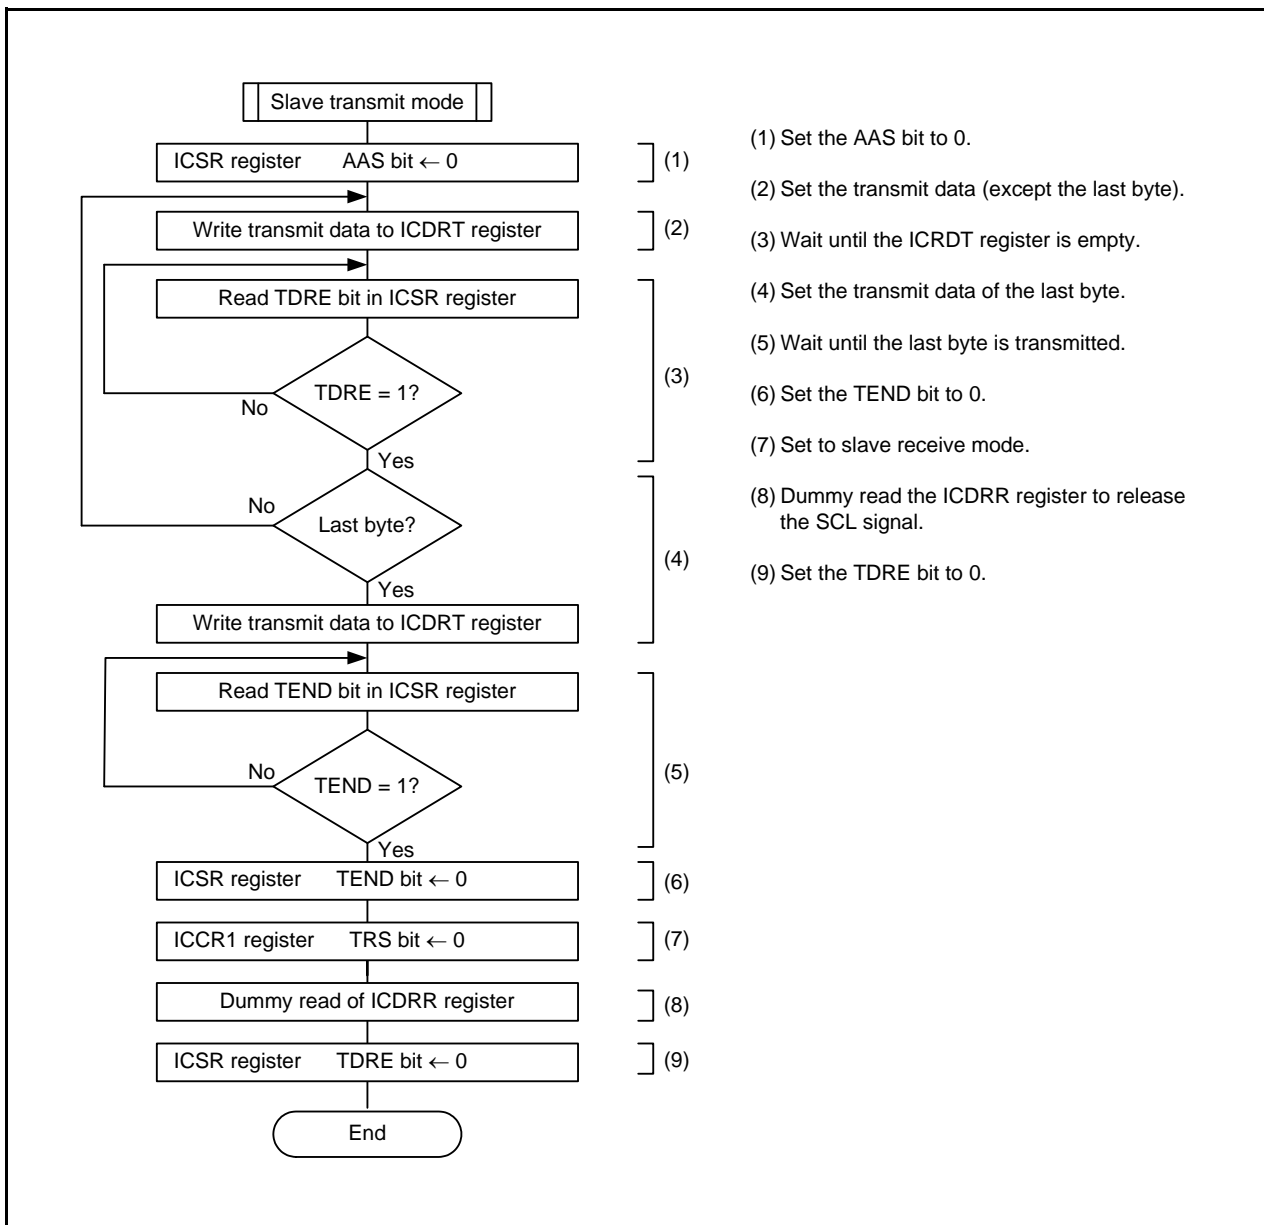 Slave transmit mode
ICSR register AAS bit ← 0
(1)
Write transmit data to ICDRT register
(2)
Read TDRE bit in ICSR register
TDRE = 1?
No
(3)
Yes
No
Last byte?
(4)
Yes
Write transmit data to ICDRT register
Read TEND bit in ICSR register
No
TEND = 1?
(5)
Yes
ICSR register TEND bit ← 0
(6)
ICCR1 register TRS bit ← 0
(7)
Dummy read of ICDRR register
(8)
ICSR register TDRE bit ← 0
(9)
End
(1) Set the AAS bit to 0.
(2) Set the transmit data (except the last byte).
(3) Wait until the ICRDT register is empty.
(4) Set the transmit data of the last byte.
(5) Wait until the last byte is transmitted.
(6) Set the TEND bit to 0.
(7) Set to slave receive mode.
(8) Dummy read the ICDRR register to release
the SCL signal.
(9) Set the TDRE bit to 0.